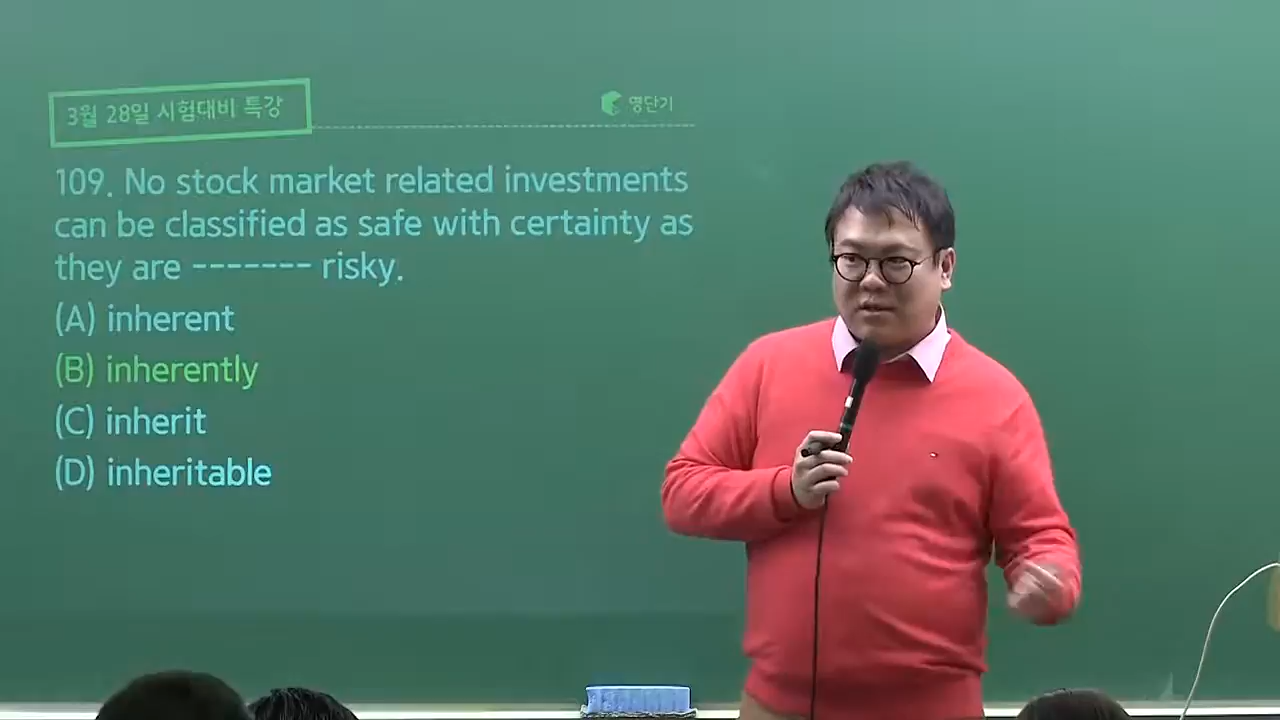 3월 28일 시험대비 특강
영단기
109. No stock market related investments
can be classified as safe with certainty as
they are ------- risky.
(A) inherent
(B) inherently
(C) inherit
(D) inheritable